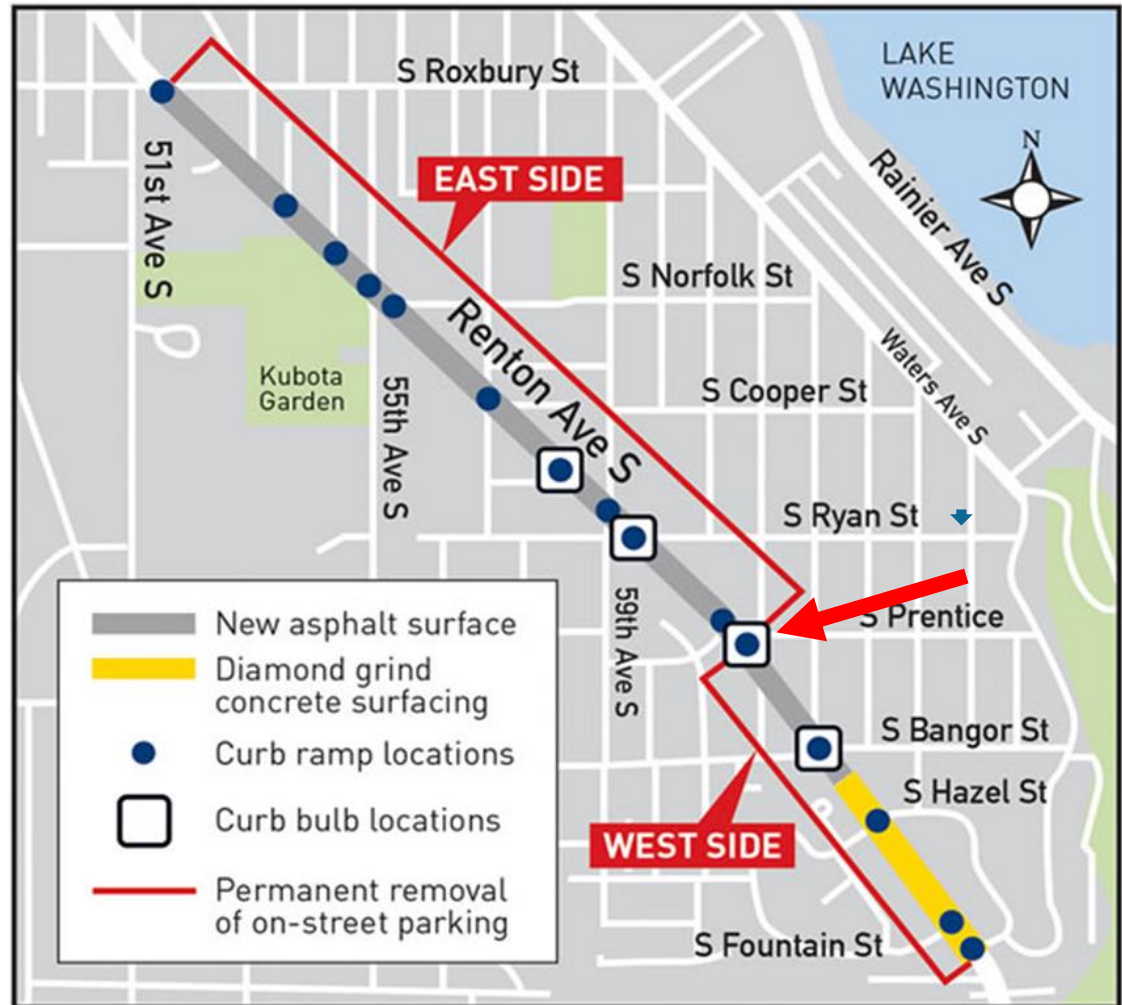 S Roxbury St
LAKE
WASHINGTON
N
51st Ave S
EAST SIDE
Rainier Ave S
S Norfolk St
Renton Ave S
Waters Ave S
Kubota
Garden
55th Ave S
S Cooper St
S Ryan St
59th Ave S
S Prentice
New asphalt surface
Diamond grind
concrete surfacing
Curb ramp locations
Curb bulb locations
Permanent removal
of on-street parking
S Bangor St
S Hazel St
WEST SIDE
S Fountain St